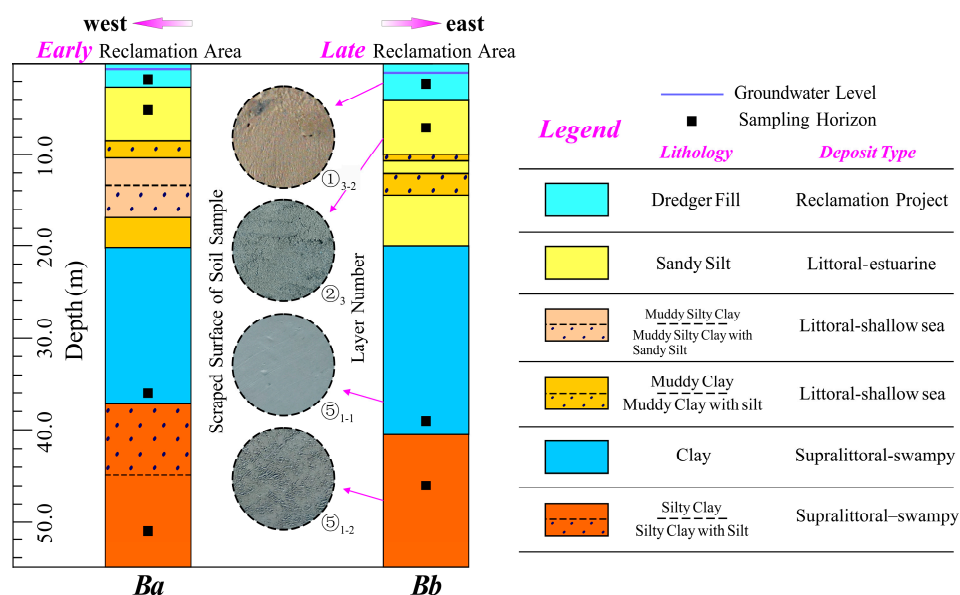 west
east
Early Reclamation Area
Late Reclamation Area
10.0
20.0
30.0
40.0
50.0
Depth (m)
Scraped Surface of Soil Sample
Layer Number
①3-2
②3
⑤1-1
⑤1-2
Ba
Bb
Legend
Groundwater Level
Sampling Horizon
Lithology
Deposit Type
Dredger Fill
Reclamation Project
Sandy Silt
Littoral-estuarine
Muddy Silty Clay
Muddy Silty Clay with
Sandy Silt
Littoral-shallow sea
Muddy Clay
Muddy Clay with silt
Littoral-shallow sea
Clay
Supralittoral-swampy
Silty Clay
Silty Clay with Silt
Supralittoral–swampy